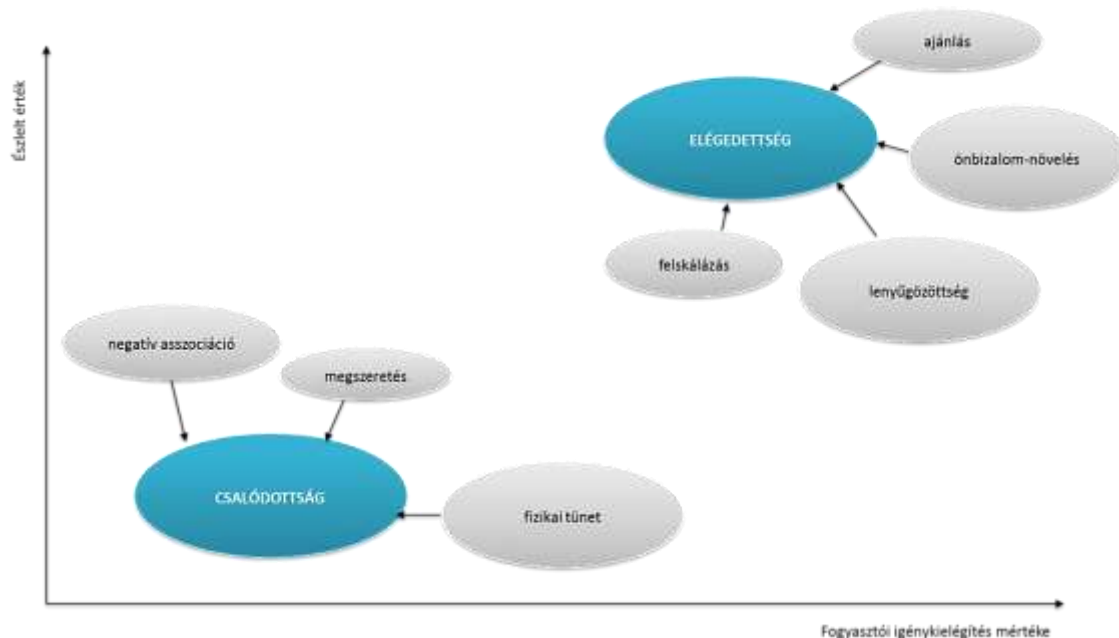 ajánlás
Észlelt érték
ELÉGEDETTSÉG
önbizalom-növelés
felskálázás
lenyűgözöttség
negatív asszociáció
megszeretés
CSALÓDOTTSÁG
fizikai tünet
Fogyasztói igénykielégítés mértéke